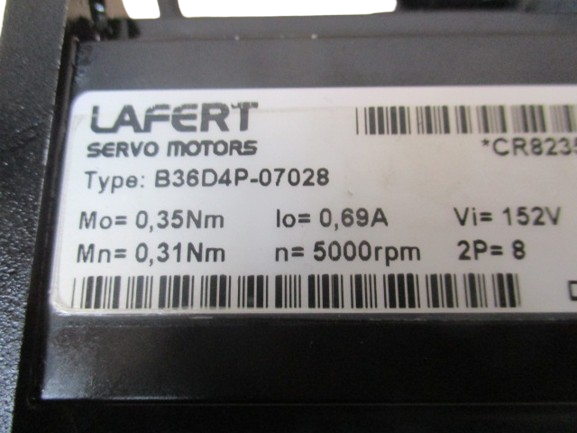 LAFERT
SERVO MOTORS
*CR8235
Type: B36D4P-07028
Mo= 0,35Nm Io= 0,69A Vi= 152V
Mn= 0,31Nm n= 5000rpm 2P= 8